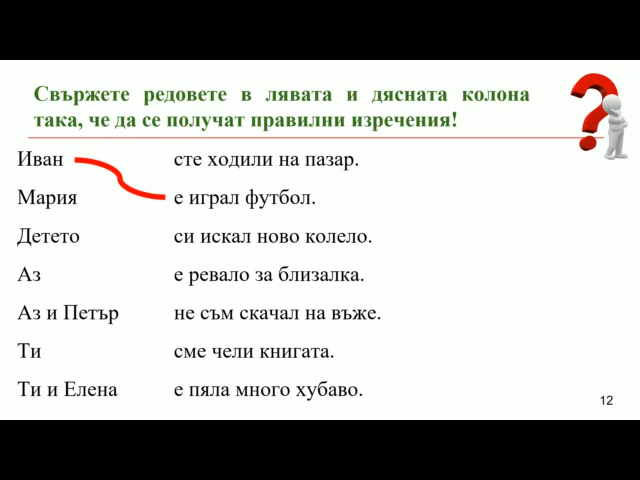 Свържете редовете в лявата и дясната колона
така, че да се получат правилни изречения!
Иван сте ходили на пазар.
Мария е играл футбол.
Детето си искал ново колело.
Аз е ревало за близалка.
Аз и Петър не съм скачал на въже.
Ти сме чели книгата.
Ти и Елена е пяла много хубаво.
12